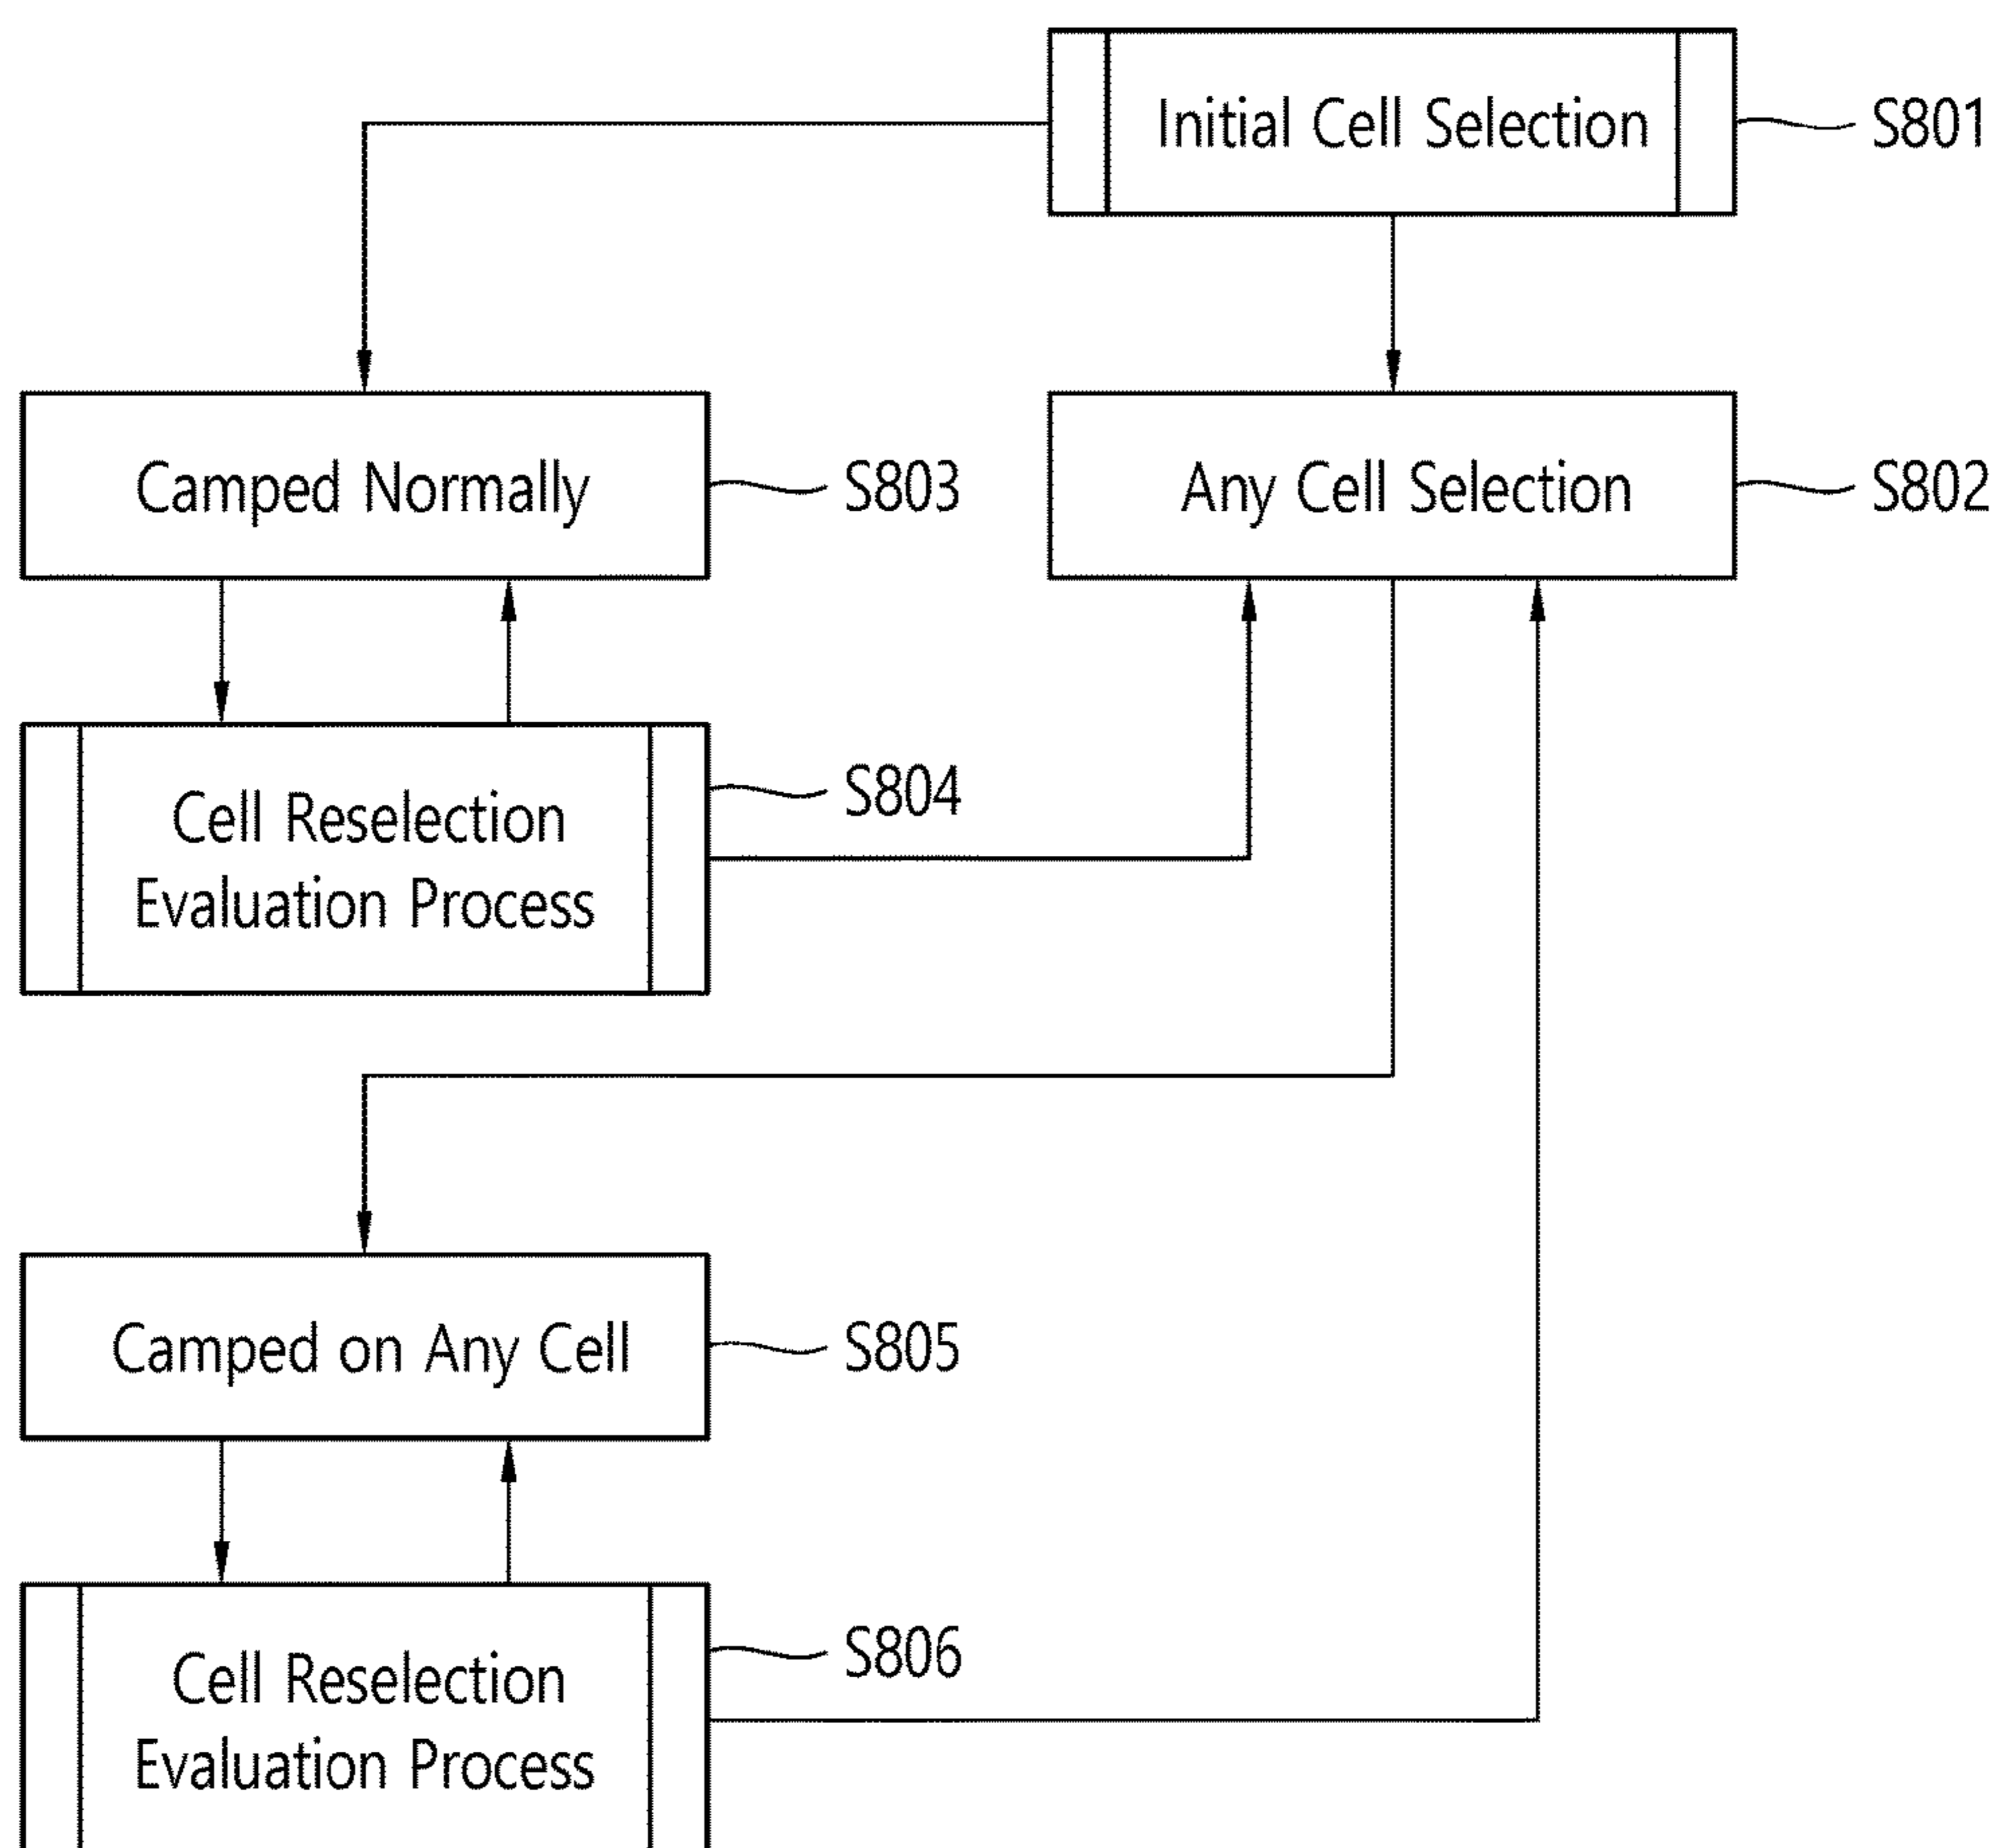 Initial Cell Selection
S801
Camped Normally
S803
Any Cell Selection
S802
Cell Reselection
Evaluation Process
S804
Camped on Any Cell
S805
Cell Reselection
Evaluation Process
S806